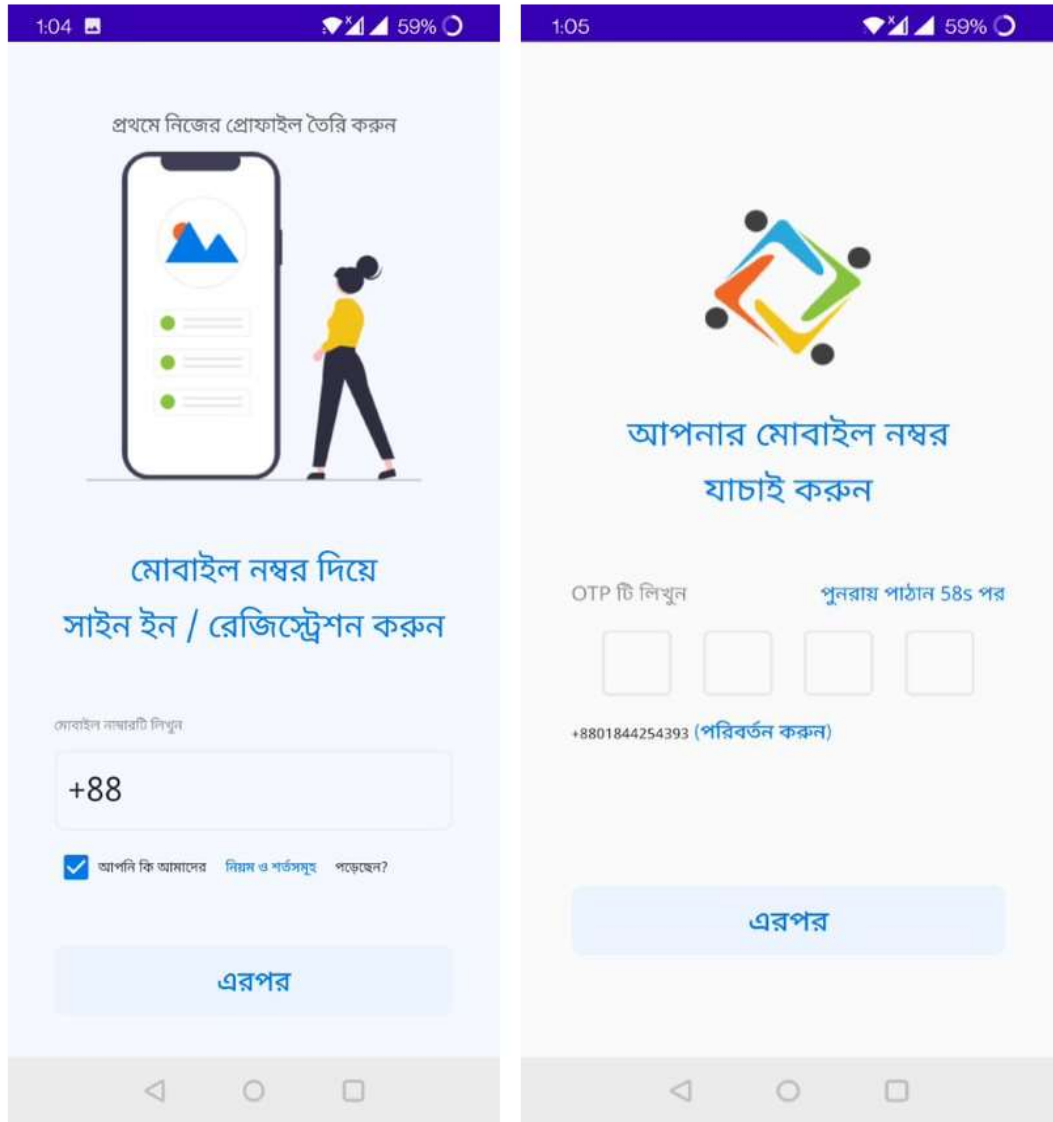 1:04
59%
প্রথমে নিজের প্রোফাইল তৈরি করুন
মোবাইল নম্বর দিয়ে
সাইন ইন / রেজিস্ট্রেশন করুন
মোবাইল নাম্বারটি লিখুন
+88
আপনি কি আমাদের নিয়ম ও শর্তসমূহ পড়েছেন?
এরপর
1:05
59%
আপনার মোবাইল নম্বর
যাচাই করুন
OTP টি লিখুন পুনরায় পাঠান 58s পর
+8801844254393 (পরিবর্তন করুন)
এরপর